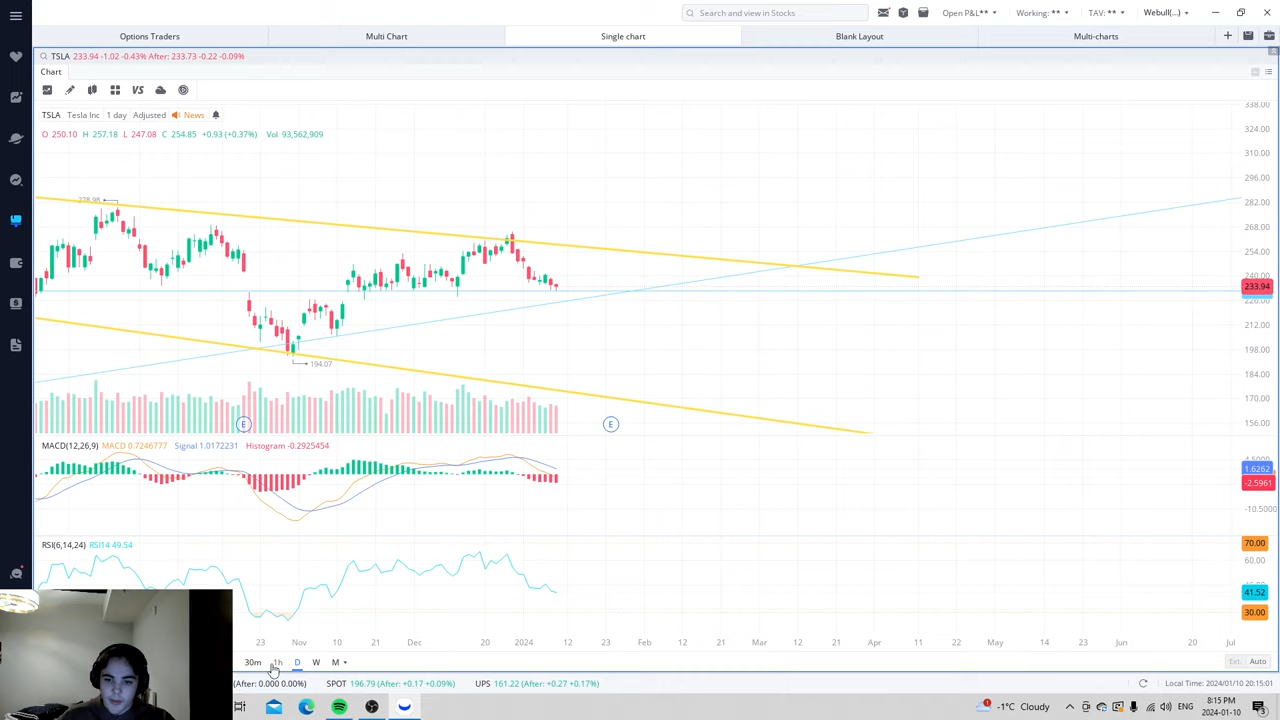 Search and view in Stocks
Open P&L** Working: ** TAV: ** Webull(...)
Options Traders Multi Chart Single chart Blank Layout Multi-charts
TSLA 233.94 -1.02 -0.43% After: 233.73 -0.22 -0.09%
Chart
VS
TSLA Tesla Inc 1 day Adjusted News
O 250.10 H 257.18 L 247.08 C 254.85 +0.93 (+0.37%) Vol 93,562,909
338.00
324.00
310.00
296.00
282.00
278.98
268.00
254.00
240.00
233.94
226.00
212.00
198.00
194.07
184.00
170.00
156.00
E E
MACD(12,26,9) MACD 0.7246777 Signal 1.0172231 Histogram -0.2925454
1.6262
-2.5961
-10.5000
RSI(6,14,24) RSI14 49.54
70.00
60.00
41.52
30.00
23 Nov 10 21 Dec 20 2024 12 23 Feb 12 21 Mar 12 21 Apr 11 22 May 14 23 Jun 20 Jul
30m 1h D W M
Ext. Auto
(After: 0.000 0.00%) SPOT 196.79 (After: +0.17 +0.09%) UPS 161.22 (After: +0.27 +0.17%)
Local Time: 2024/01/10 20:15:01
-1°C Cloudy
ENG
8:15 PM
2024-01-10